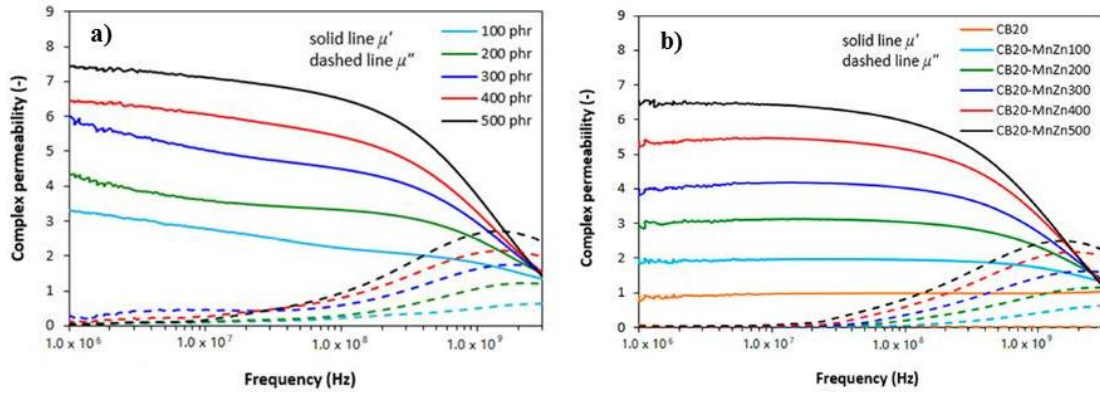 a)
solid line μ'
dashed line μ"
100 phr
200 phr
300 phr
400 phr
500 phr
Complex permeability (-)
9
8
7
6
5
4
3
2
1
0
1.0 x 10⁶
1.0 x 10⁷
1.0 x 10⁸
1.0 x 10⁹
Frequency (Hz)
b)
solid line μ'
dashed line μ"
CB20
CB20-MnZn100
CB20-MnZn200
CB20-MnZn300
CB20-MnZn400
CB20-MnZn500
Complex permeabiility (-)
9
8
7
6
5
4
3
2
1
0
1.0 x 10⁶
1.0 x 10⁷
1.0 x 10⁸
1.0 x 10⁹
Frequency (Hz)